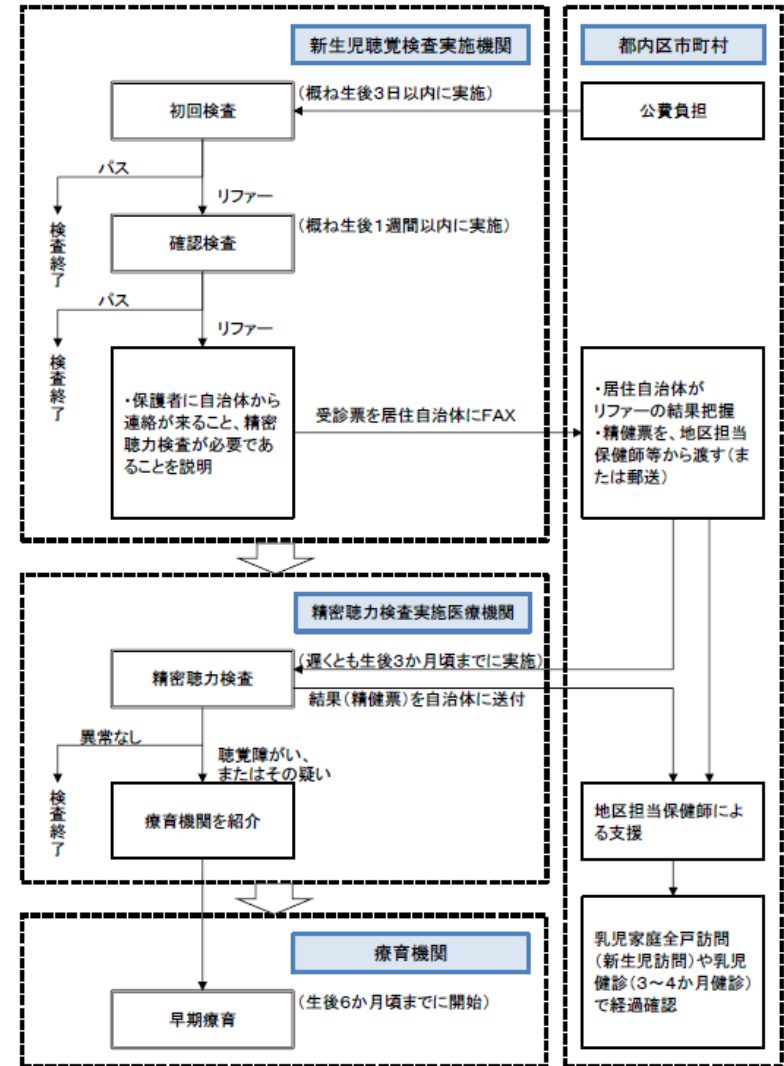 新生児聴覚検査実施機関
都内区市町村
初回検査
(概ね生後3日以内に実施)
公費負担
パス
リファー
検査終了
確認検査
(概ね生後1週間以内に実施)
パス
リファー
検査終了
・保護者に自治体から
連絡が来ること、精密
聴力検査が必要であ
ることを説明
受診票を居住自治体にFAX
・居住自治体が
リファーの結果把握
・精健票を、地区担当
保健師等から渡す(ま
たは郵送)
精密聴力検査実施医療機関
精密聴力検査
(遅くとも生後3か月頃までに実施)
結果(精健票)を自治体に送付
異常なし
聴覚障がい、
またはその疑い
検査終了
療育機関を紹介
地区担当保健師によ
る支援
療育機関
早期療育
(生後6か月頃までに開始)
乳児家庭全戸訪問
(新生児訪問)や乳児
健診(3~4か月健診)
で経過確認